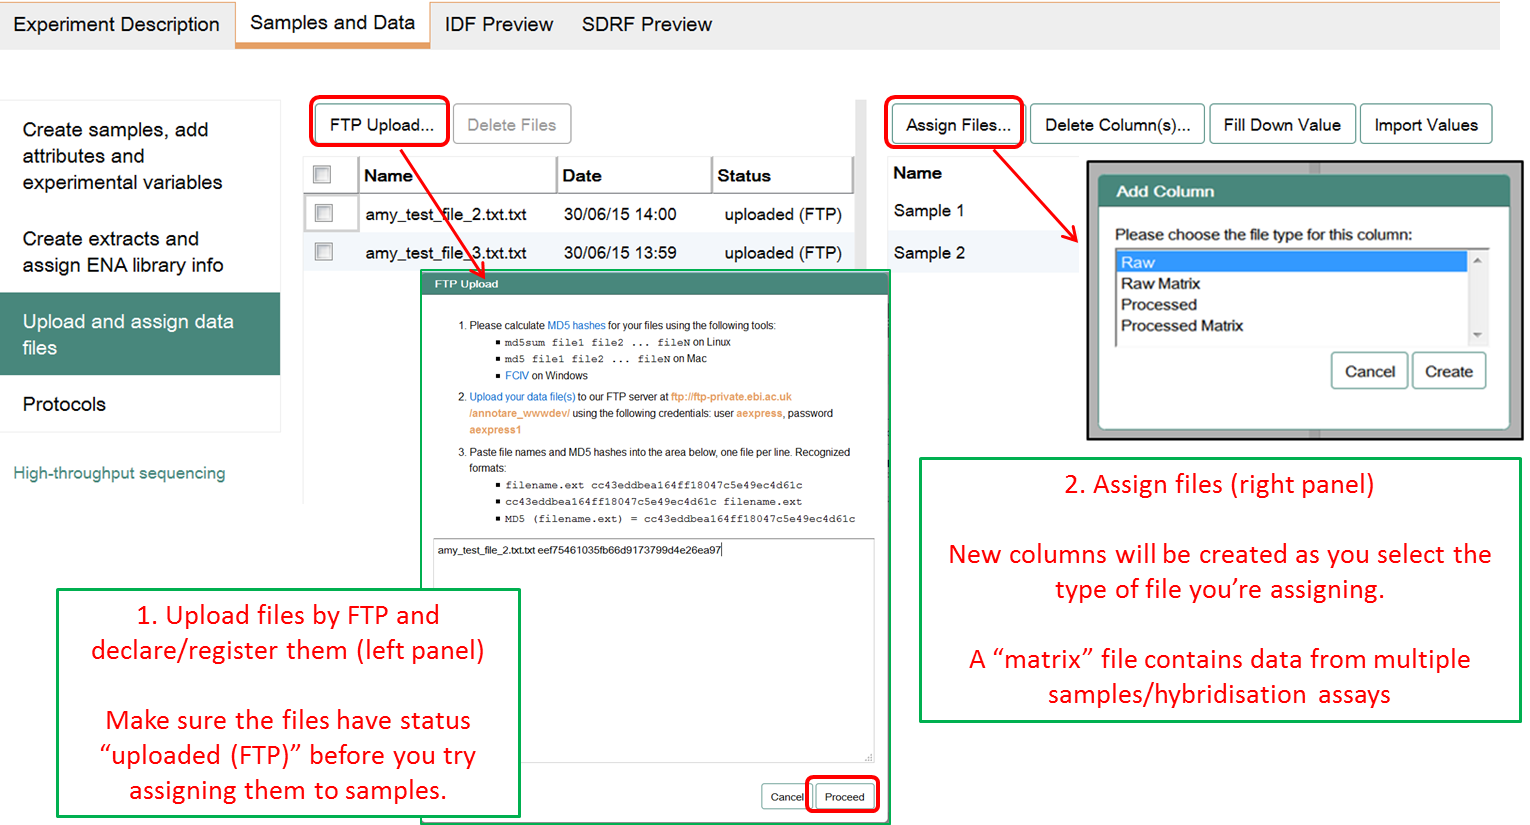 Experiment Description
Samples and Data
IDF Preview
SDRF Preview
Create samples, add
attributes and
experimental variables
Create extracts and
assign ENA library info
Upload and assign data
files
Protocols
High-throughput sequencing
FTP Upload...
Delete Files
Name Date Status
amy_test_file_2.txt.txt 30/06/15 14:00 uploaded (FTP)
amy_test_file_3.txt.txt 30/06/15 13:59 uploaded (FTP)
Assign Files...
Delete Column(s)...
Fill Down Value
Import Values
Name
Sample 1
Sample 2
Add Column
Please choose the file type for this column:
Raw
Raw Matrix
Processed
Processed Matrix
Cancel
Create
FTP Upload
1. Please calculate MD5 hashes for your files using the following tools:
▪ md5sum file1 file2 ... fileN on Linux
▪ md5 file1 file2 ... fileN on Mac
▪ FCIV on Windows
2. Upload your data file(s) to our FTP server at ftp://ftp-private.ebi.ac.uk
/annotare_wwwdev/ using the following credentials: user aexpress, password
aexpress1
3. Paste file names and MD5 hashes into the area below, one file per line. Recognized
formats:
▪ filename.ext cc43eddbea164ff18047c5e49ec4d61c
▪ cc43eddbea164ff18047c5e49ec4d61c filename.ext
▪ MD5 (filename.ext) = cc43eddbea164ff18047c5e49ec4d61c
amy_test_file_2.txt.txt eef75461035fb66d9173799d4e26ea97
Cancel
Proceed
1. Upload files by FTP and
declare/register them (left panel)
Make sure the files have status
“uploaded (FTP)” before you try
assigning them to samples.
2. Assign files (right panel)
New columns will be created as you select the
type of file you’re assigning.
A “matrix” file contains data from multiple
samples/hybridisation assays